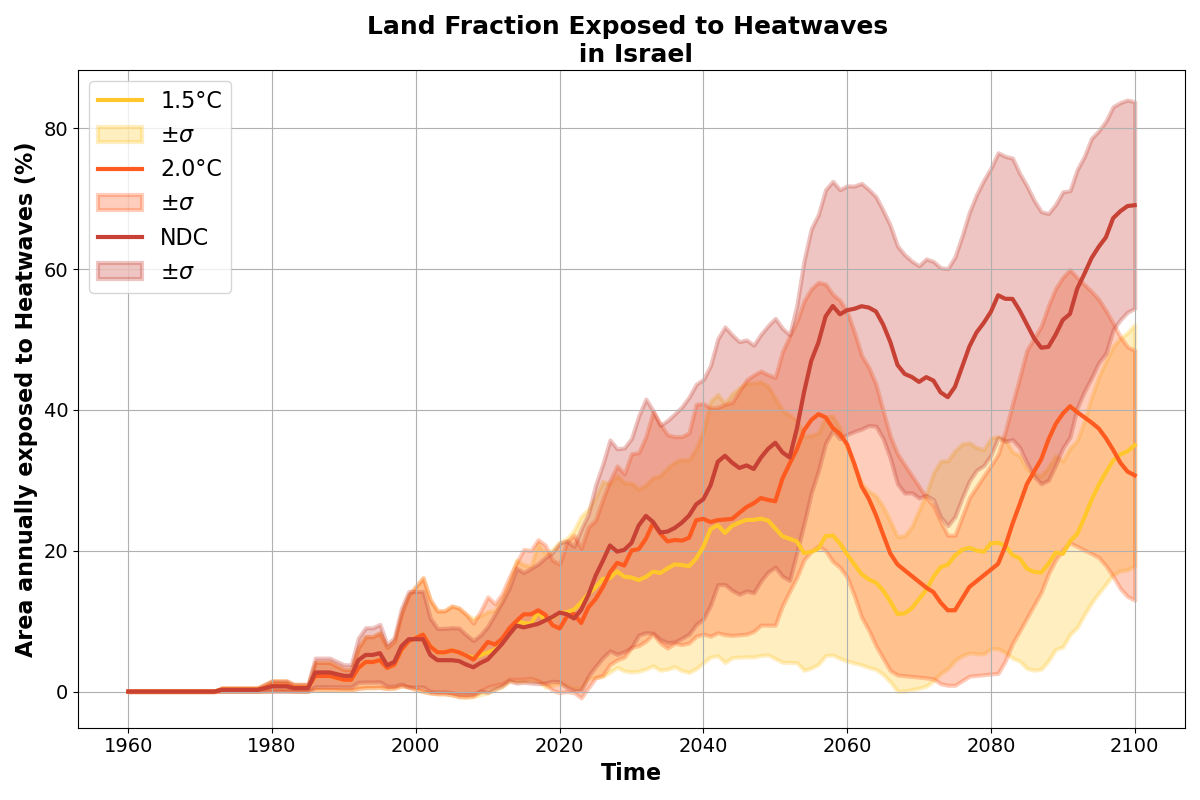 Land Fraction Exposed to Heatwaves
in Israel
Area annually exposed to Heatwaves (%)
80
60
40
20
0
1.5°C
±σ
2.0°C
±σ
NDC
±σ
1960 1980 2000 2020 2040 2060 2080 2100
Time